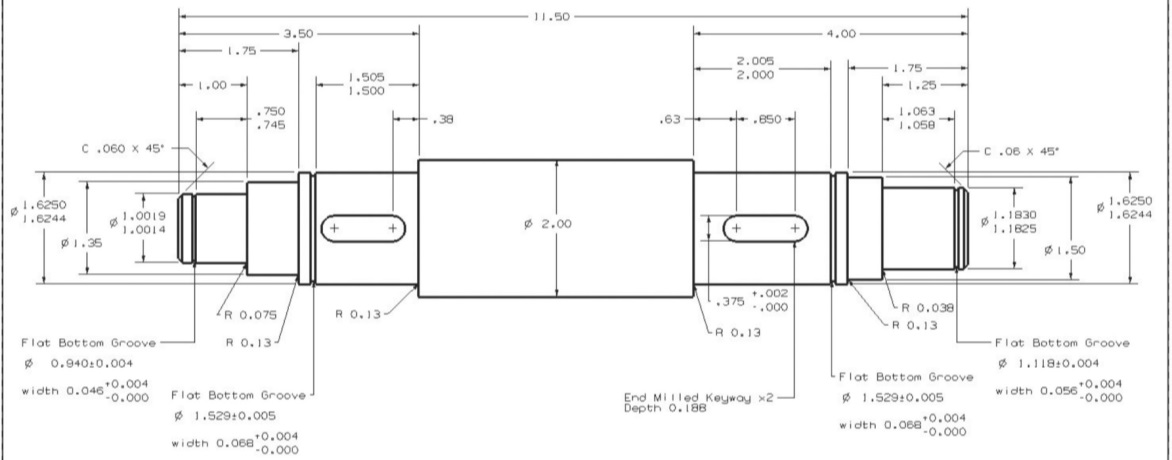 11.50
3.50
4.00
1.75
2.005
2.000
1.75
1.00
1.505
1.500
1.25
.750
.745
.38
.63
.850
1.063
1.058
C .060 X 45°
C .06 X 45°
⌀ 1.6250
1.6244
⌀ 1.35
⌀ 1.0019
1.0014
⌀ 2.00
⌀ 1.1830
1.1825
⌀ 1.50
⌀ 1.6250
1.6244
.375 +.002
-.000
R 0.075
R 0.13
R 0.13
R 0.13
R 0.038
R 0.13
Flat Bottom Groove
⌀ 0.940±0.004
width 0.046 +0.004
-0.000
Flat Bottom Groove
⌀ 1.529±0.005
width 0.068 +0.004
-0.000
End Milled Keyway x2
Depth 0.188
Flat Bottom Groove
⌀ 1.529±0.005
width 0.068 +0.004
-0.000
Flat Bottom Groove
⌀ 1.118±0.004
width 0.056 +0.004
-0.000